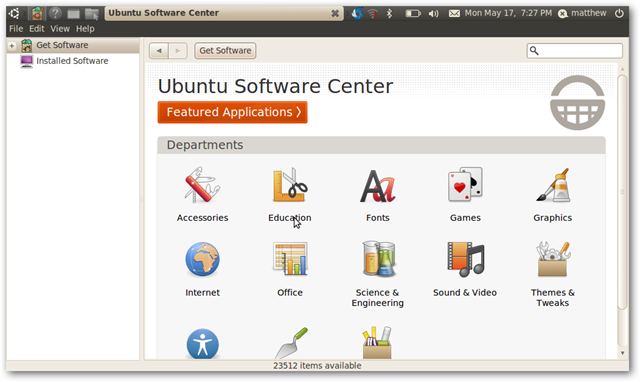 Ubuntu Software Center
Mon May 17, 7:27 PM
matthew
File Edit View Help
Get Software
Installed Software
Get Software
Ubuntu Software Center
Featured Applications
Departments
Accessories
Education
Fonts
Games
Graphics
Internet
Office
Science &
Engineering
Sound & Video
Themes &
Tweaks
23512 items available